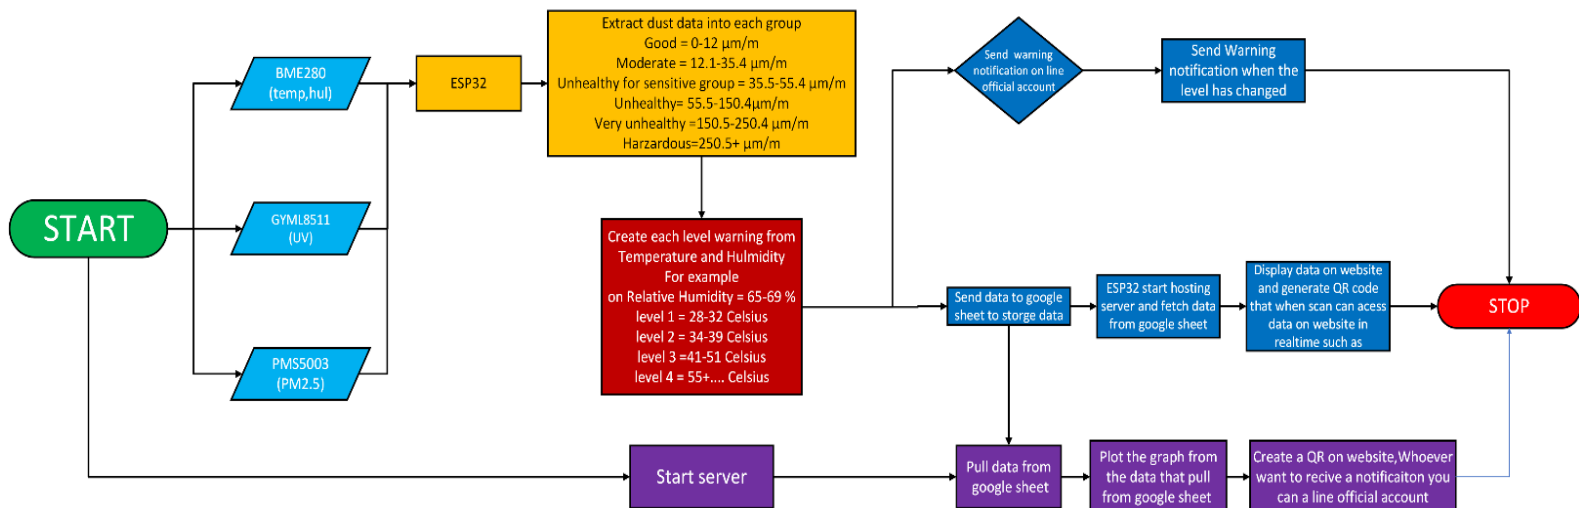 START
BME280
(temp,hul)
GYML8511
(UV)
PMS5003
(PM2.5)
ESP32
Extract dust data into each group
Good = 0-12 µm/m
Moderate = 12.1-35.4 µm/m
Unhealthy for sensitive group = 35.5-55.4 µm/m
Unhealthy= 55.5-150.4µm/m
Very unhealthy =150.5-250.4 µm/m
Harzardous=250.5+ µm/m
Create each level warning from
Temperature and Hulmidity
For example
on Relative Humidity = 65-69 %
level 1 = 28-32 Celsius
level 2 = 34-39 Celsius
level 3 =41-51 Celsius
level 4 = 55+.... Celsius
Send warning
notification on line
official account
Send Warning
notification when the
level has changed
Send data to google
sheet to storge data
ESP32 start hosting
server and fetch data
from google sheet
Display data on website
and generate QR code
that when scan can acess
data on website in
realtime such as
STOP
Start server
Pull data from
google sheet
Plot the graph from
the data that pull
from google sheet
Create a QR on website,Whoever
want to recive a notificaiton you
can a line official account